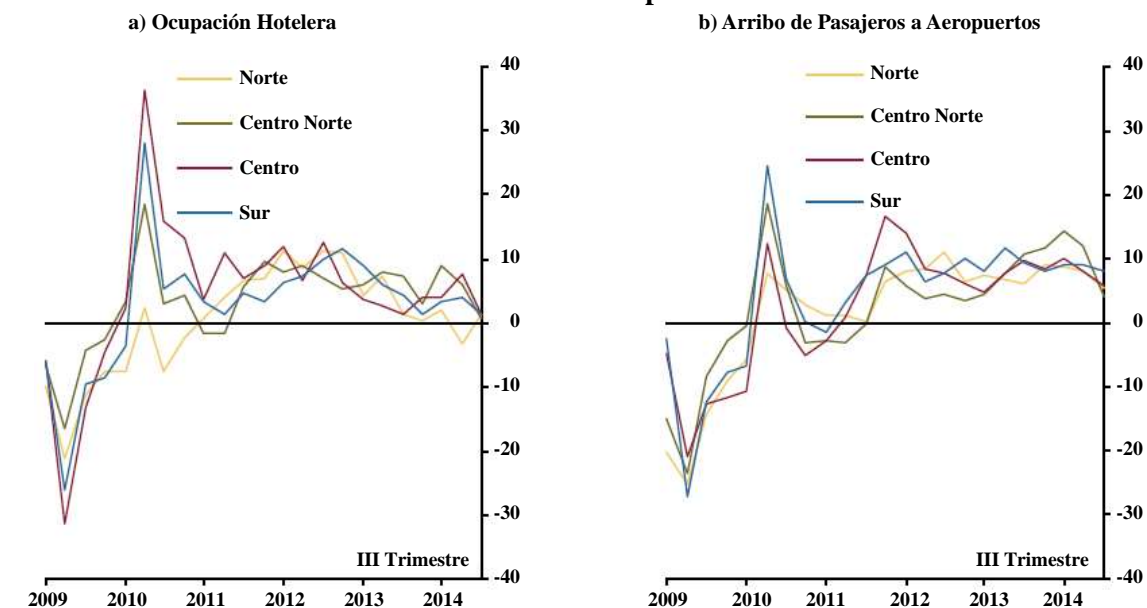 a) Ocupación Hotelera
Norte
Centro Norte
Centro
Sur
40
30
20
10
0
-10
-20
-30
-40
III Trimestre
2009 2010 2011 2012 2013 2014
b) Arribo de Pasajeros a Aeropuertos
Norte
Centro Norte
Centro
Sur
40
30
20
10
0
-10
-20
-30
-40
III Trimestre
2009 2010 2011 2012 2013 2014